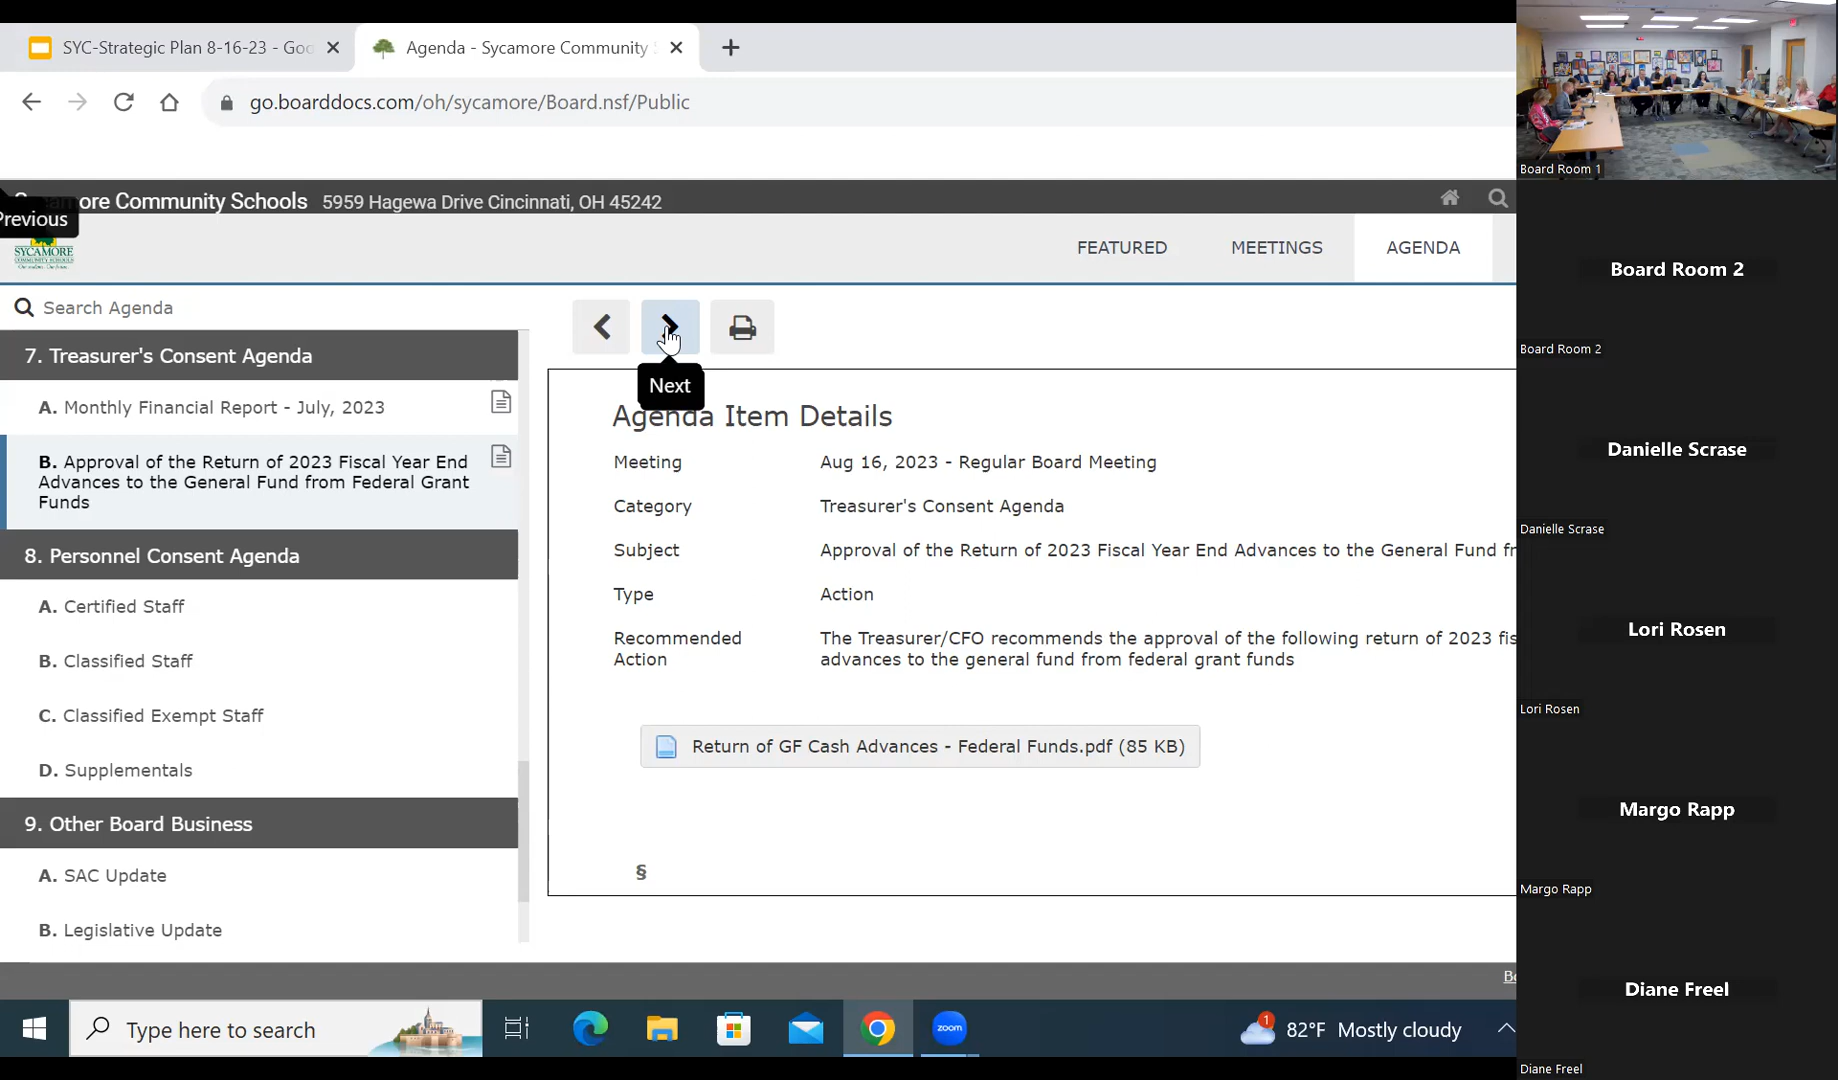 SYC-Strategic Plan 8-16-23 - Goo
Agenda - Sycamore Community S
go.boarddocs.com/oh/sycamore/Board.nsf/Public
Board Room 1
more Community Schools 5959 Hagewa Drive Cincinnati, OH 45242
Previous
SYCAMORE
COMMUNITY SCHOOLS
FEATURED MEETINGS AGENDA
Search Agenda
7. Treasurer's Consent Agenda
A. Monthly Financial Report - July, 2023
B. Approval of the Return of 2023 Fiscal Year End
Advances to the General Fund from Federal Grant
Funds
8. Personnel Consent Agenda
A. Certified Staff
B. Classified Staff
C. Classified Exempt Staff
D. Supplementals
9. Other Board Business
A. SAC Update
B. Legislative Update
Next
Agenda Item Details
Meeting Aug 16, 2023 - Regular Board Meeting
Category Treasurer's Consent Agenda
Subject Approval of the Return of 2023 Fiscal Year End Advances to the General Fund fr
Type Action
Recommended The Treasurer/CFO recommends the approval of the following return of 2023 fis
Action advances to the general fund from federal grant funds
Return of GF Cash Advances - Federal Funds.pdf (85 KB)
§
Bo
Type here to search
zoom
1
82°F Mostly cloudy
Board Room 2
Board Room 2
Danielle Scrase
Danielle Scrase
Lori Rosen
Lori Rosen
Margo Rapp
Margo Rapp
Diane Freel
Diane Freel